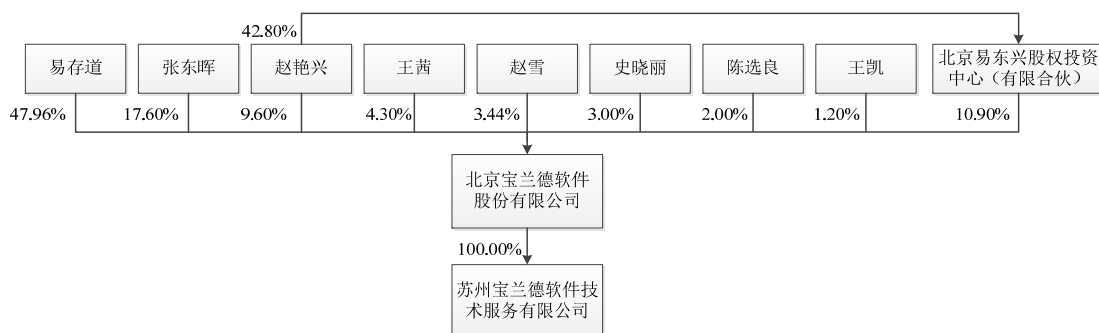 42.80%
易存道
张东晖
赵艳兴
王茜
赵雪
史晓丽
陈选良
王凯
北京易东兴股权投资
中心（有限合伙）
47.96%
17.60%
9.60%
4.30%
3.44%
3.00%
2.00%
1.20%
10.90%
北京宝兰德软件
股份有限公司
100.00%
苏州宝兰德软件技
术服务有限公司